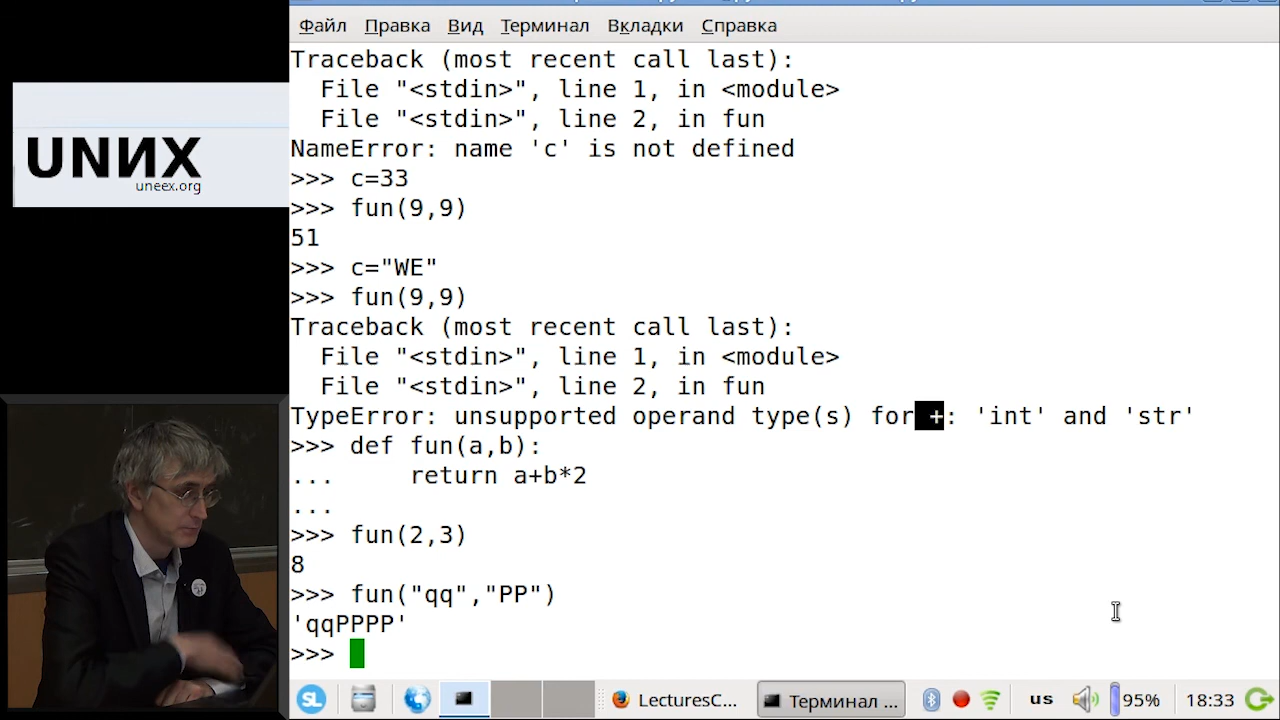 Файл Правка Вид Терминал Вкладки Справка
Traceback (most recent call last):
File "<stdin>", line 1, in <module>
File "<stdin>", line 2, in fun
NameError: name 'c' is not defined
>>> c=33
>>> fun(9,9)
51
>>> c="WE"
>>> fun(9,9)
Traceback (most recent call last):
File "<stdin>", line 1, in <module>
File "<stdin>", line 2, in fun
TypeError: unsupported operand type(s) for +: 'int' and 'str'
>>> def fun(a,b):
...     return a+b*2
...
>>> fun(2,3)
8
>>> fun("qq","PP")
'qqPPPP'
>>>
UNИX
uneex.org
SL LecturesC... Терминал ... us 95% 18:33